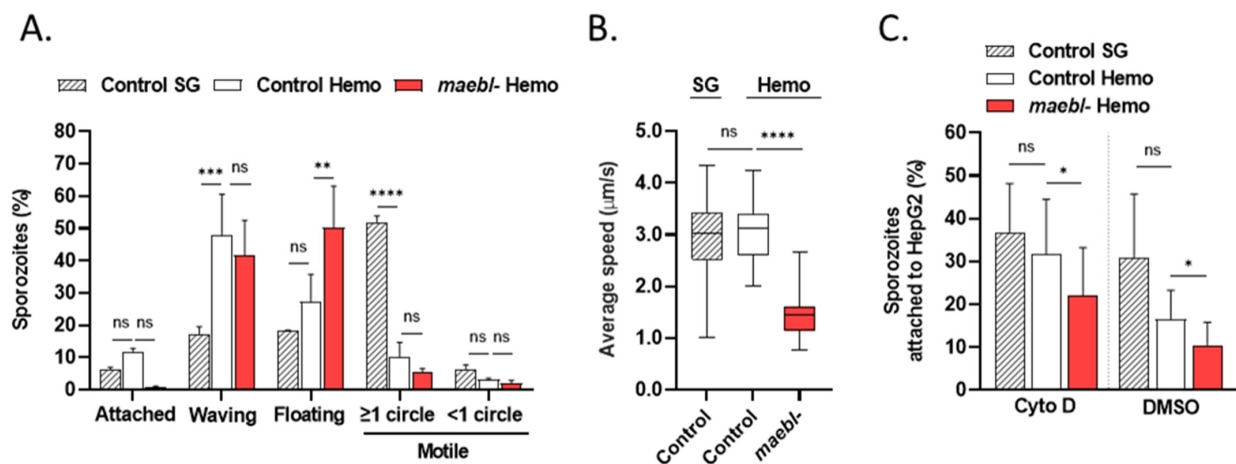 A.
Control SG Control Hemo maebl- Hemo
Sporozoites (%)
80
70
60
50
40
30
20
10
0
ns ns
*** ns
ns **
**** ns
ns ns
Attached Waving Floating ≥1 circle <1 circle
Motile
B.
SG Hemo
ns ****
Average speed (μm/s)
5.0
4.0
3.0
2.0
1.0
0.0
Control Control maebl-
C.
Control SG
Control Hemo
maebl- Hemo
Sporozoites
attached to HepG2 (%)
60
50
40
30
20
10
0
ns *
ns *
Cyto D DMSO